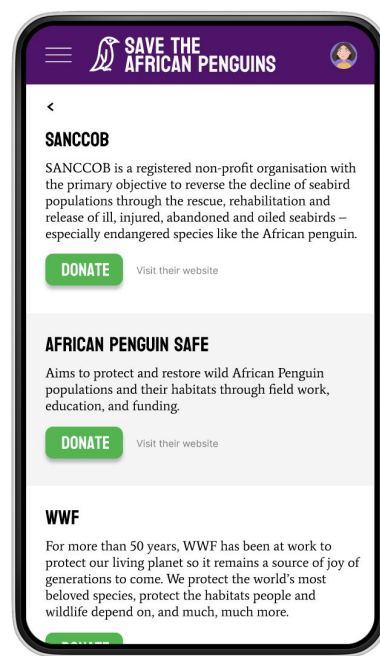 SAVE THE
AFRICAN PENGUINS
<
SANCCOB
SANCCOB is a registered non-profit organisation with
the primary objective to reverse the decline of seabird
populations through the rescue, rehabilitation and
release of ill, injured, abandoned and oiled seabirds –
especially endangered species like the African penguin.
DONATE Visit their website
AFRICAN PENGUIN SAFE
Aims to protect and restore wild African Penguin
populations and their habitats through field work,
education, and funding.
DONATE Visit their website
WWF
For more than 50 years, WWF has been at work to
protect our living planet so it remains a source of joy of
generations to come. We protect the world's most
beloved species, protect the habitats people and
wildlife depend on, and much, much more.
DONATE